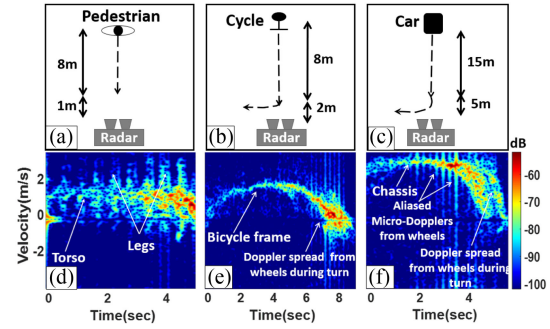 Pedestrian
8m
1m
(a)
Radar
Cycle
8m
2m
(b)
Radar
Car
15m
5m
(c)
Radar
Velocity(m/s)
2
0
-2
Torso
Legs
(d)
0
2
4
Time(sec)
Bicycle frame
Doppler spread from
wheels during turn
(e)
0
2
4
6
8
Time(sec)
Chassis
Aliased
Micro-Dopplers
from wheels
Doppler spread
from wheels during
turn
(f)
0
2
4
Time(sec)
dB
-60
-70
-80
-90
-100